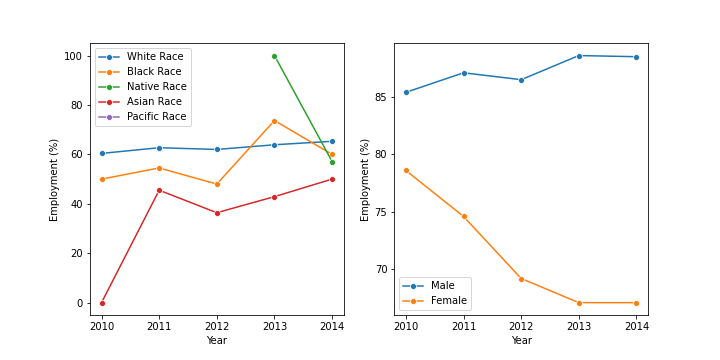 100
80
60
40
20
0
Employment (%)
White Race
Black Race
Native Race
Asian Race
Pacific Race
2010 2011 2012 2013 2014
Year
85
80
75
70
Employment (%)
Male
Female
2010 2011 2012 2013 2014
Year